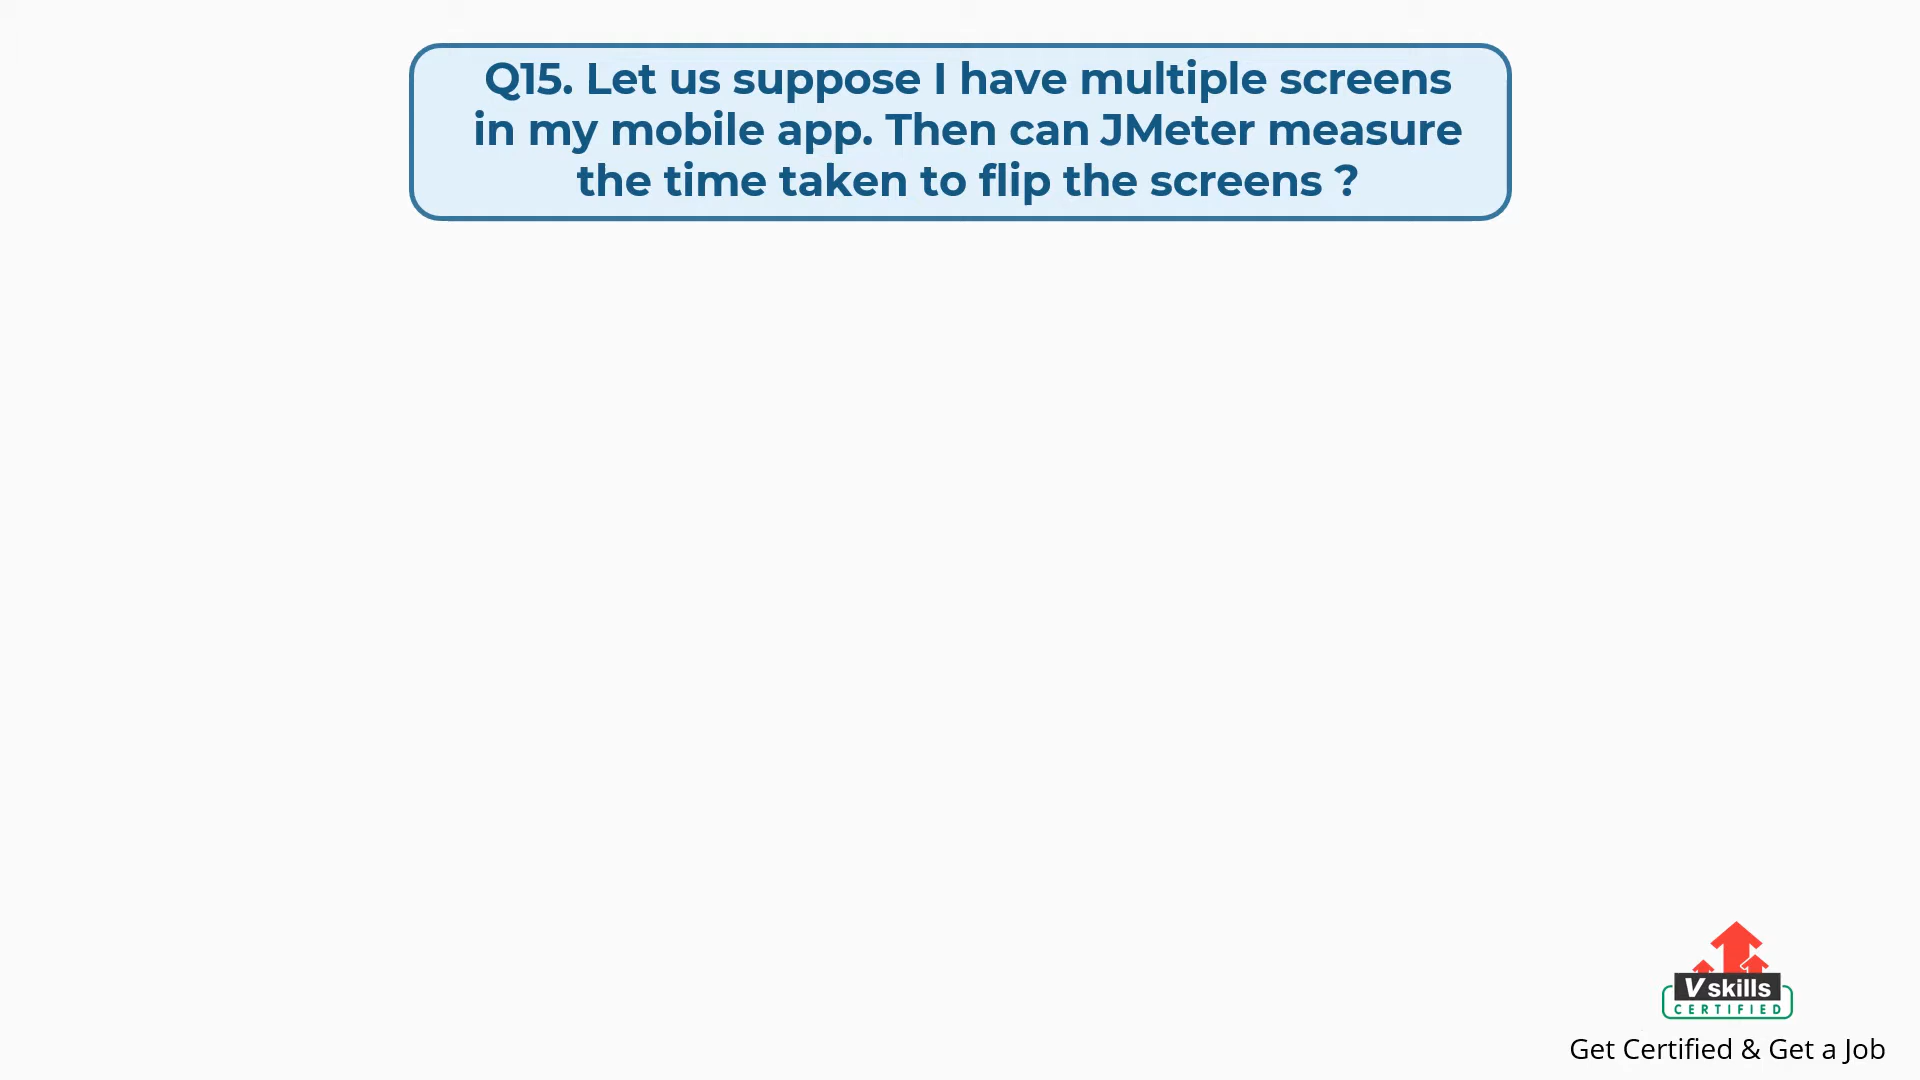 Q15. Let us suppose I have multiple screens
in my mobile app. Then can JMeter measure
the time taken to flip the screens ?
Vskills
CERTIFIED
Get Certified & Get a Job